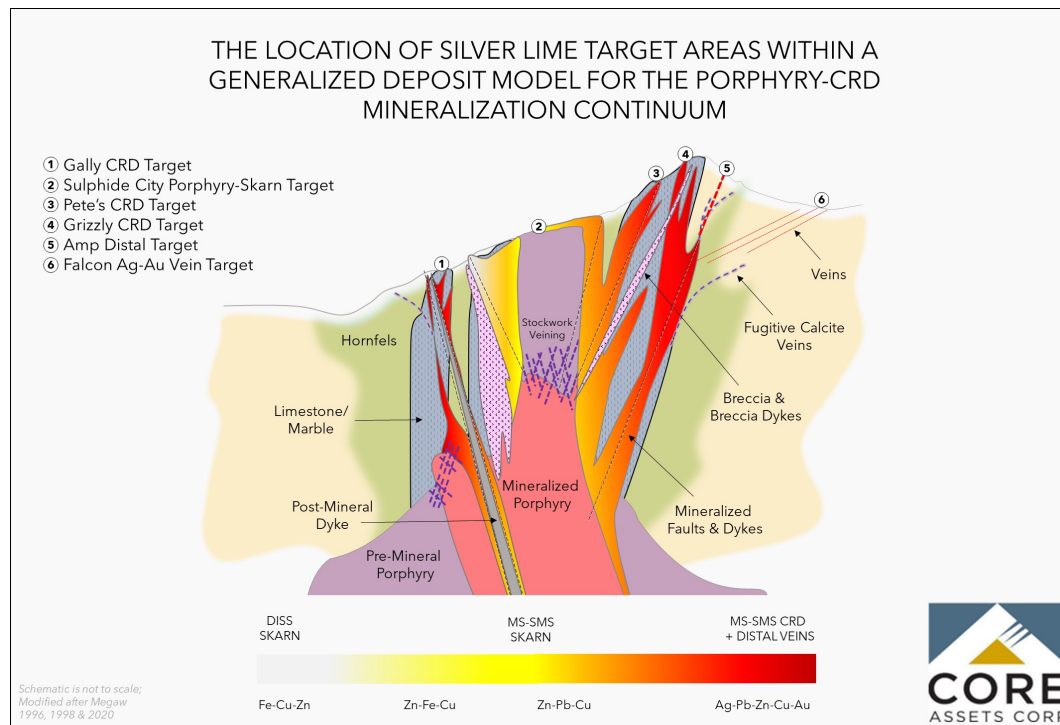 THE LOCATION OF SILVER LIME TARGET AREAS WITHIN A
GENERALIZED DEPOSIT MODEL FOR THE PORPHYRY-CRD
MINERALIZATION CONTINUUM
① Gally CRD Target
② Sulphide City Porphyry-Skarn Target
③ Pete's CRD Target
④ Grizzly CRD Target
⑤ Amp Distal Target
⑥ Falcon Ag-Au Vein Target
①
②
③
④
⑤
⑥
Veins
Fugitive Calcite
Veins
Stockwork
Veining
Hornfels
Breccia &
Breccia Dykes
Limestone/
Marble
Mineralized
Porphyry
Mineralized
Faults & Dykes
Post-Mineral
Dyke
Pre-Mineral
Porphyry
DISS
SKARN
MS-SMS
SKARN
MS-SMS CRD
+ DISTAL VEINS
Fe-Cu-Zn
Zn-Fe-Cu
Zn-Pb-Cu
Ag-Pb-Zn-Cu-Au
Schematic is not to scale;
Modified after Megaw
1996, 1998 & 2020
CORE
ASSETS CORP